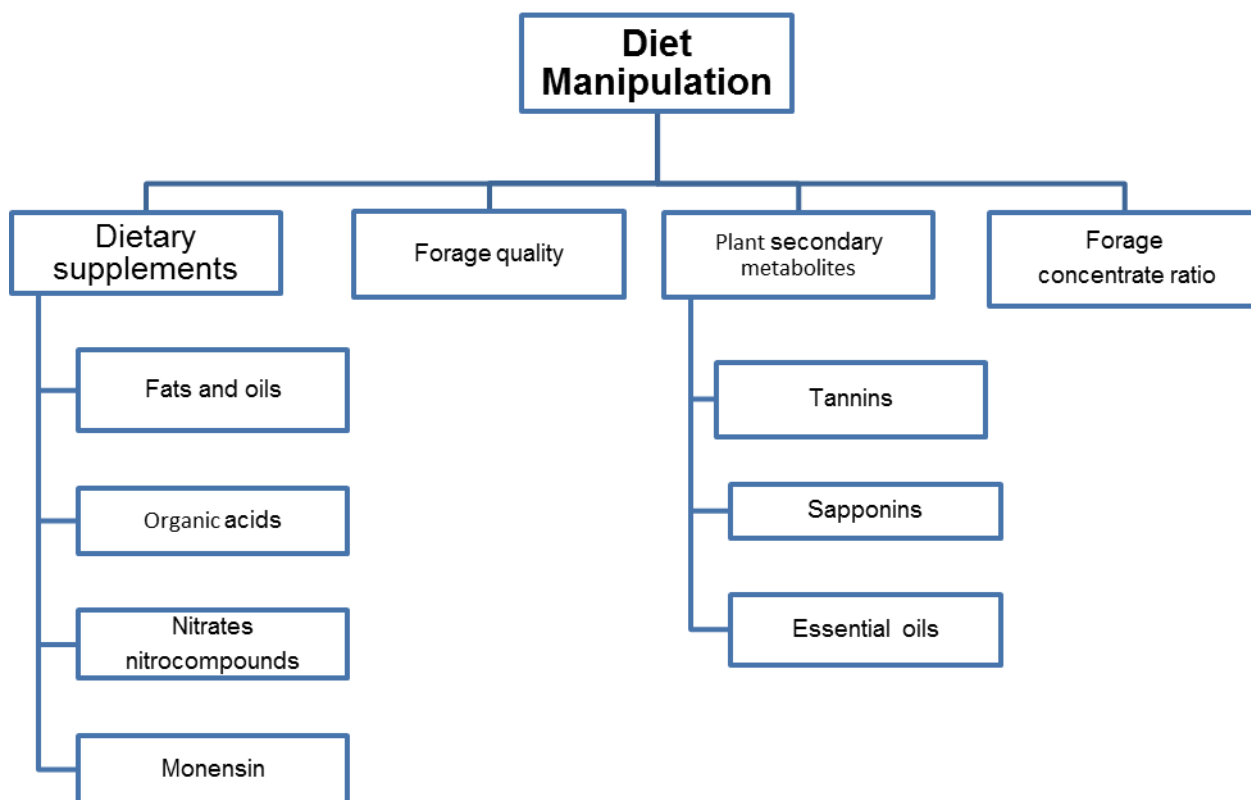 Diet
Manipulation
Dietary
supplements
Forage quality
Plant secondary
metabolites
Forage
concentrate ratio
Fats and oils
Organic acids
Nitrates
nitrocompounds
Monensin
Tannins
Sapponins
Essential oils